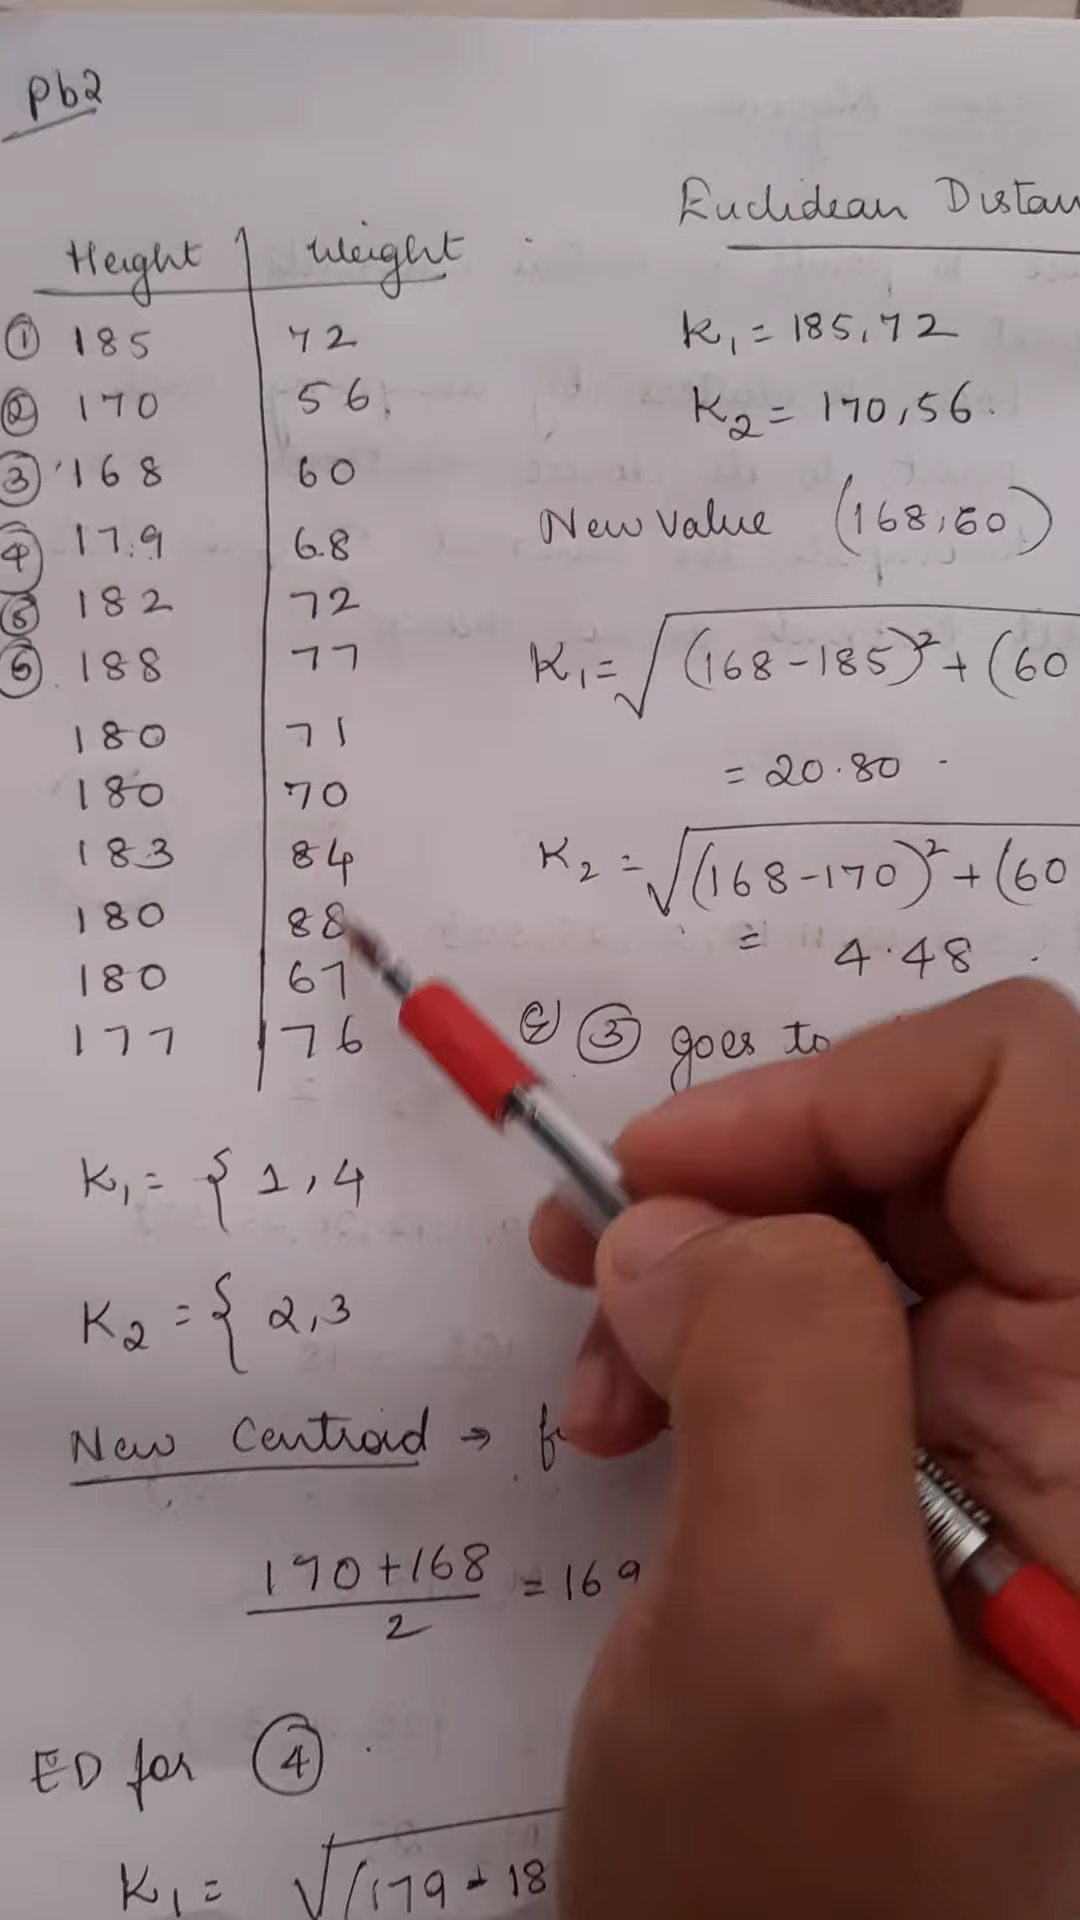 Pb2
Euclidean Distan
Height Weight
① 185 72
② 170 56
③ 168 60
④ 179 68
⑤ 182 72
⑥ 188 77
180 71
180 70
183 84
180 88
180 67
177 76
K₁ = 185,72
K₂ = 170,56
New Value (168,60)
K₁ = √(168-185)² + (60
= 20.80
K₂ = √(168-170)² + (60
= 4.48
③ goes to
K₁ = { 1, 4
K₂ = { 2, 3
New Centroid →
170+168 / 2 = 169
ED for ④
K₁ = √(179-18